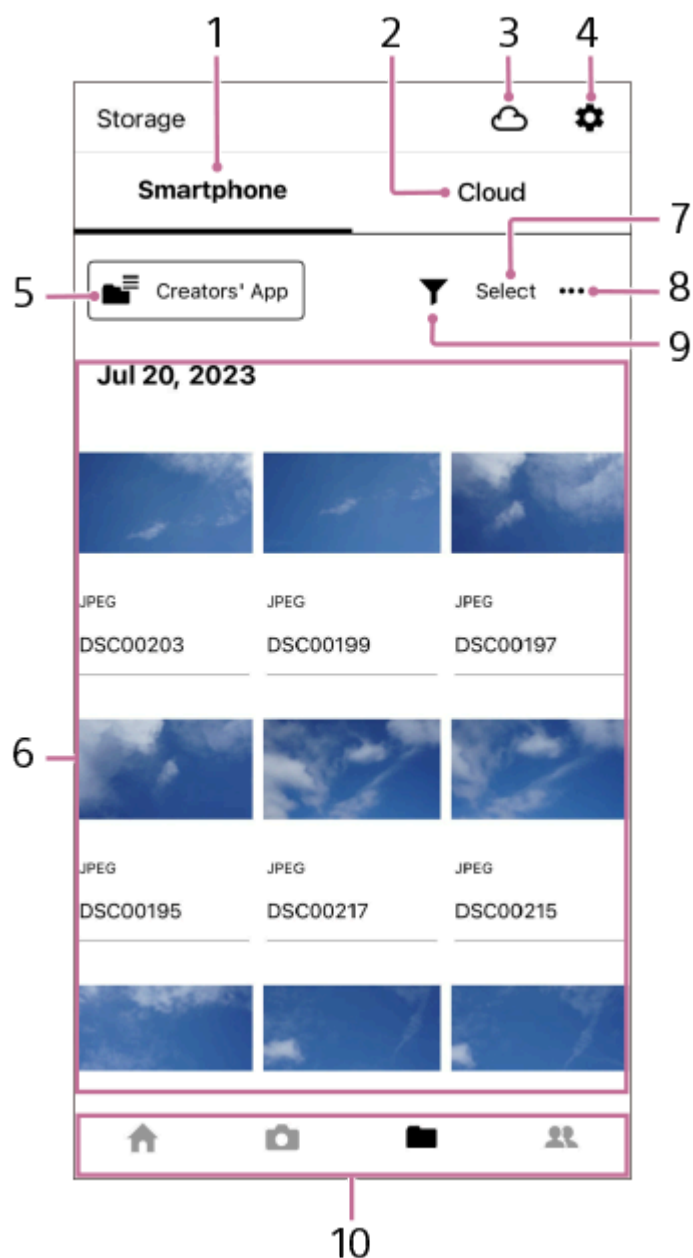 1 2 3 4
Storage
Smartphone Cloud
7
5 Creators' App Select 8
9
Jul 20, 2023
JPEG JPEG JPEG
DSC00203 DSC00199 DSC00197
6
JPEG JPEG JPEG
DSC00195 DSC00217 DSC00215
10